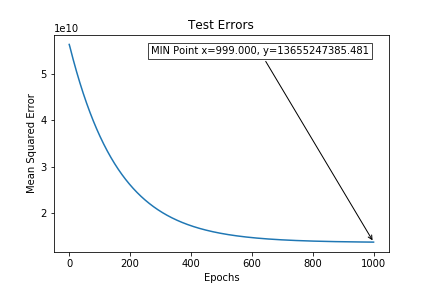 Test Errors
1e10
MIN Point x=999.000, y=13655247385.481
5
4
3
2
Mean Squared Error
0 200 400 600 800 1000
Epochs